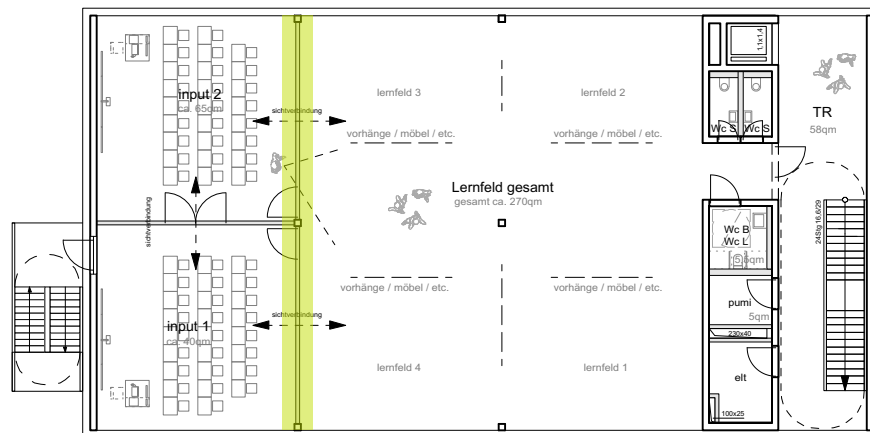 input 2
ca. 65qm
sichtverbindung
lernfeld 3
lernfeld 2
vorhänge / möbel / etc.
vorhänge / möbel / etc.
1,1x1,4
Wc S
Wc S
TR
58qm
Lernfeld gesamt
gesamt ca. 270qm
sichtverbindung
24Stg 16,6/29
Wc B
Wc L
5,5qm
vorhänge / möbel / etc.
vorhänge / möbel / etc.
pumi
5qm
230x40
input 1
ca. 40qm
sichtverbindung
lernfeld 4
lernfeld 1
elt
100x25